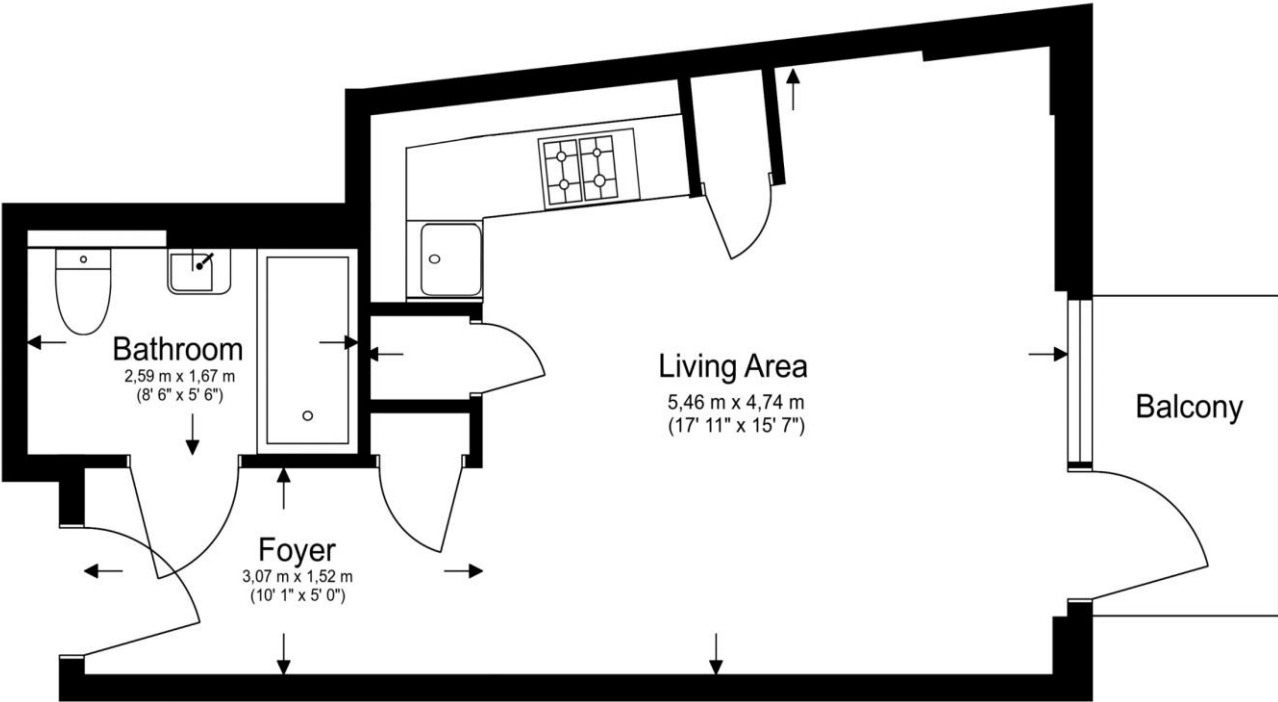 Bathroom
2,59 m x 1,67 m
(8' 6" x 5' 6")
Living Area
5,46 m x 4,74 m
(17' 11" x 15' 7")
Balcony
Foyer
3,07 m x 1,52 m
(10' 1" x 5' 0")